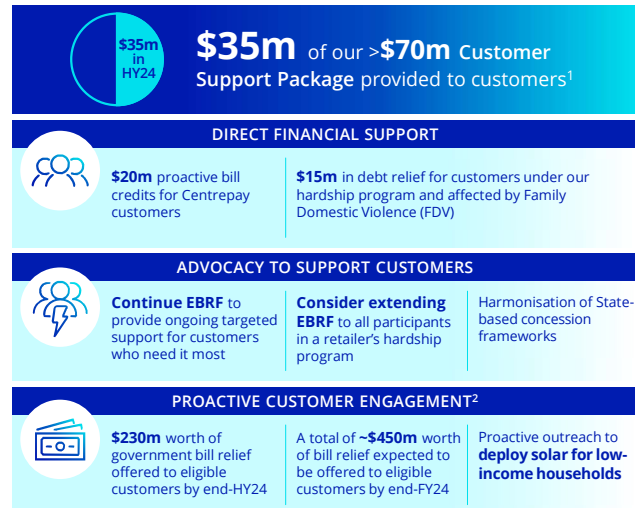 $35m
in
HY24
$35m of our >$70m Customer
Support Package provided to customers1
DIRECT FINANCIAL SUPPORT
$20m proactive bill
credits for Centrepay
customers
$15m in debt relief for customers under our
hardship program and affected by Family
Domestic Violence (FDV)
ADVOCACY TO SUPPORT CUSTOMERS
Continue EBRF to
provide ongoing targeted
support for customers
who need it most
Consider extending
EBRF to all participants
in a retailer's hardship
program
Harmonisation of State-
based concession
frameworks
PROACTIVE CUSTOMER ENGAGEMENT2
$230m worth of
government bill relief
offered to eligible
customers by end-HY24
A total of ~$450m worth
of bill relief expected to
be offered to eligible
customers by end-FY24
Proactive outreach to
deploy solar for low-
income households